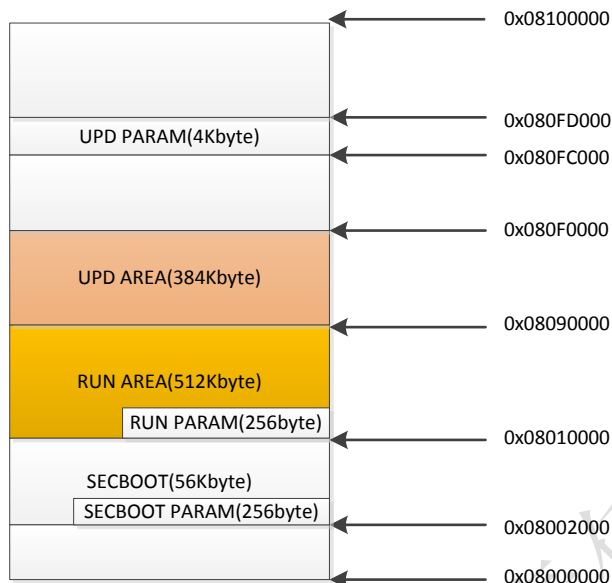 0x08100000
0x080FD000
UPD PARAM(4Kbyte)
0x080FC000
0x080F0000
UPD AREA(384Kbyte)
0x08090000
RUN AREA(512Kbyte)
RUN PARAM(256byte)
0x08010000
SECBOOT(56Kbyte)
SECBOOT PARAM(256byte)
0x08002000
0x08000000